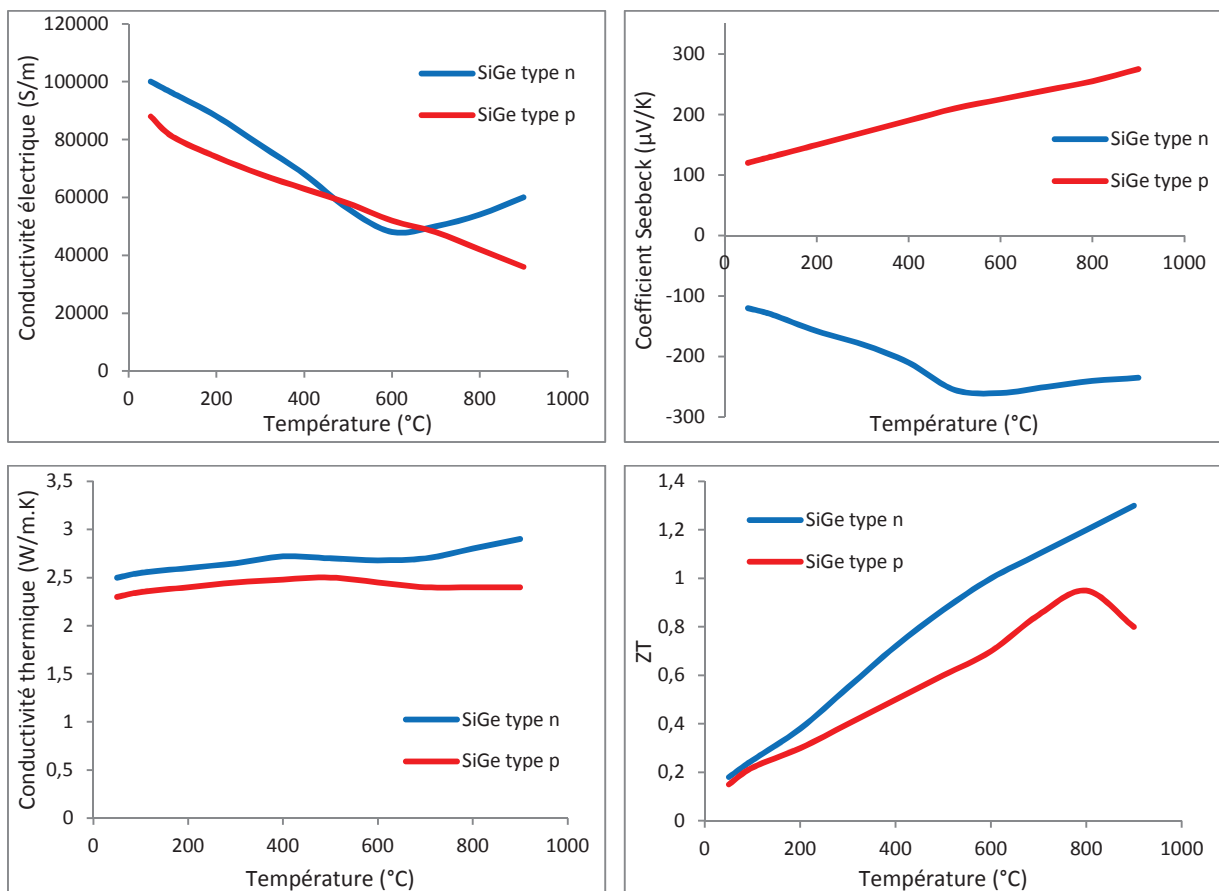 Conductivité électrique (S/m)
120000
100000
80000
60000
40000
20000
0
0 200 400 600 800 1000
Température (°C)
SiGe type n
SiGe type p
Coefficient Seebeck (µV/K)
300
200
100
0
-100
-200
-300
0 200 400 600 800 1000
Température (°C)
SiGe type n
SiGe type p
Conductivité thermique (W/m.K)
3,5
3
2,5
2
1,5
1
0,5
0
0 200 400 600 800 1000
Température (°C)
SiGe type n
SiGe type p
ZT
1,4
1,2
1
0,8
0,6
0,4
0,2
0
0 200 400 600 800 1000
Température (°C)
SiGe type n
SiGe type p